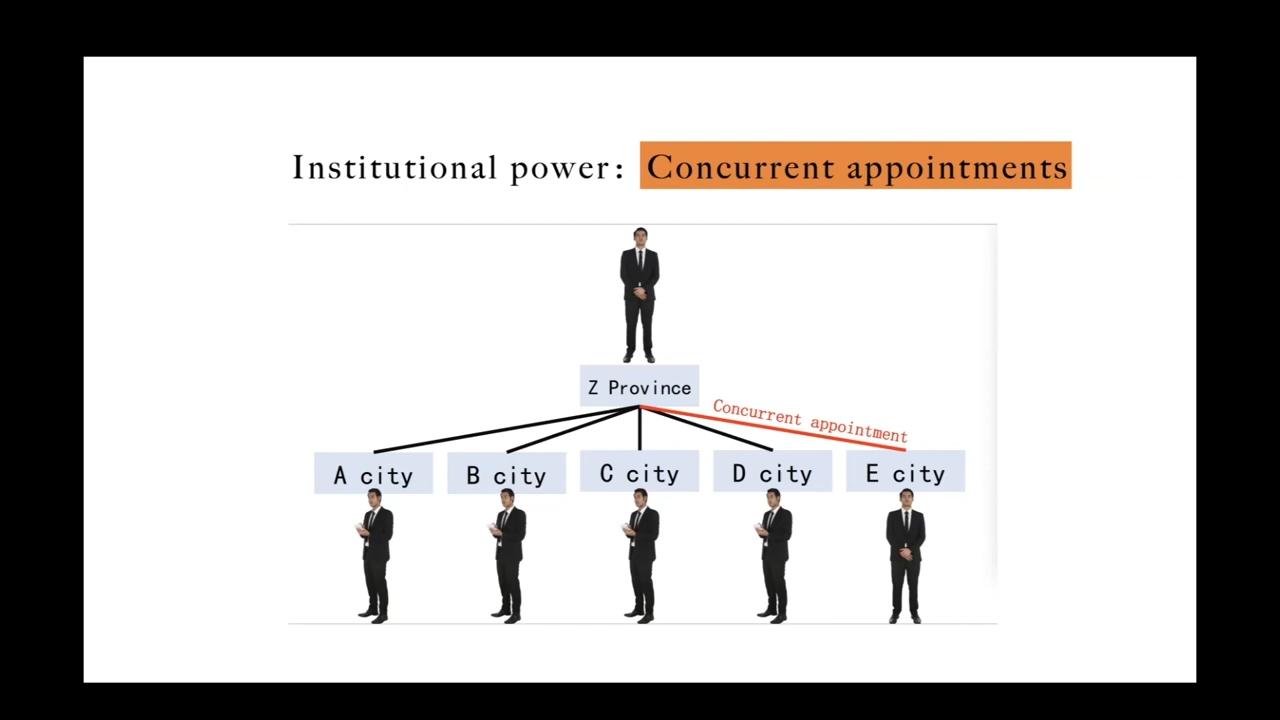 Institutional power: Concurrent appointments
Z Province
Concurrent appointment
A city
B city
C city
D city
E city